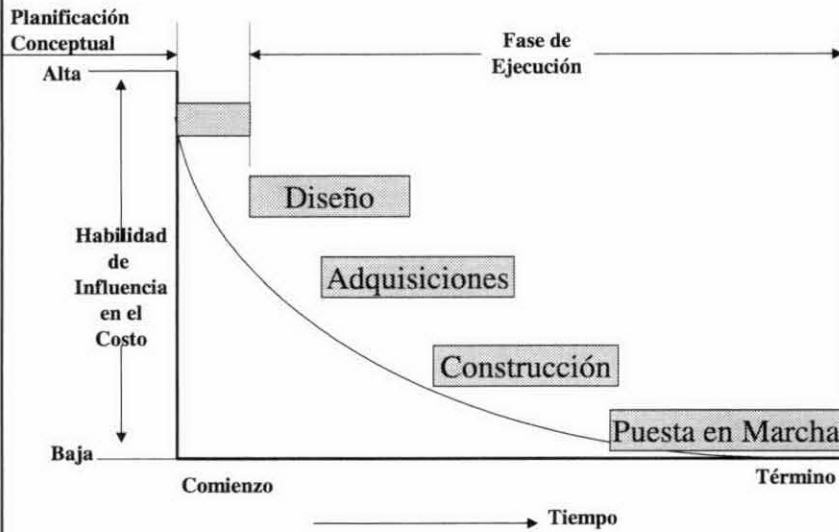 Planificación
Conceptual
Fase de
Ejecución
Alta
Diseño
Habilidad
de
Influencia
en el
Costo
Adquisiciones
Construcción
Puesta en Marcha
Baja
Comienzo
Término
Tiempo